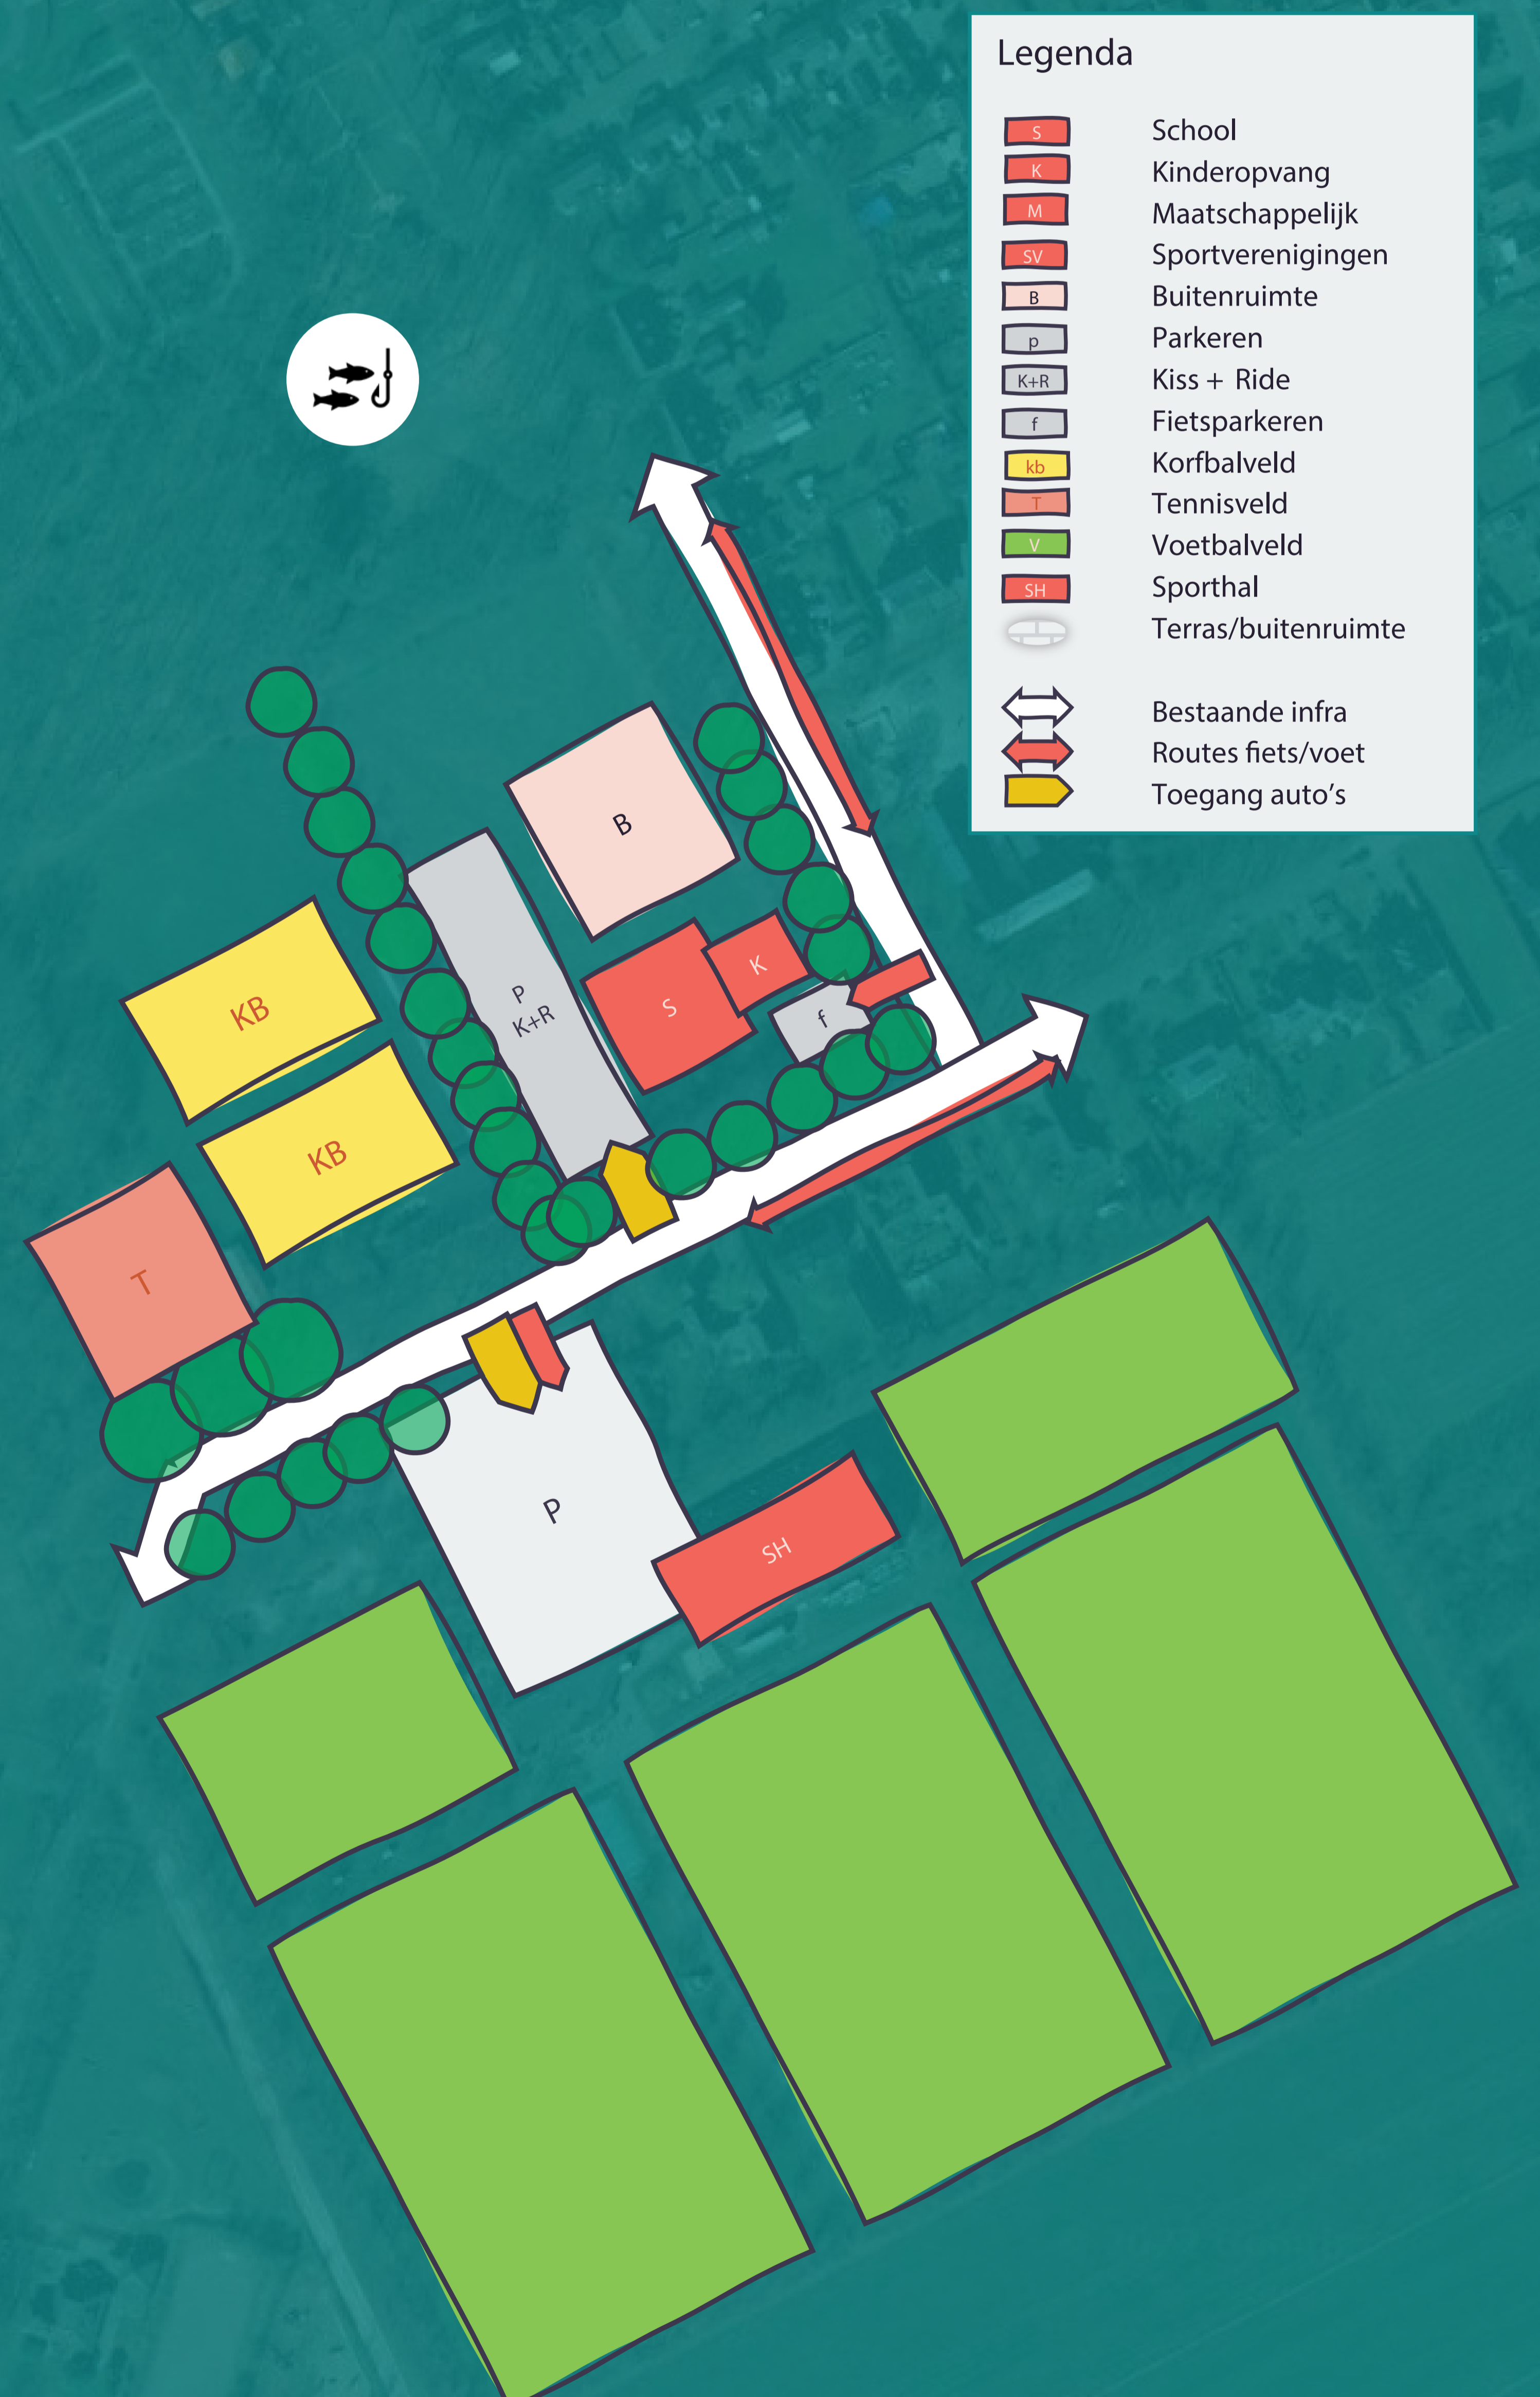 Legenda
S School
K Kinderopvang
M Maatschappelijk
SV Sportverenigingen
B Buitenruimte
p Parkeren
K+R Kiss + Ride
f Fietsparkeren
kb Korfbalveld
T Tennisveld
V Voetbalveld
SH Sporthal
Terras/buitenruimte
Bestaande infra
Routes fiets/voet
Toegang auto's
B
K
P
K+R
S
f
KB
KB
T
P
SH